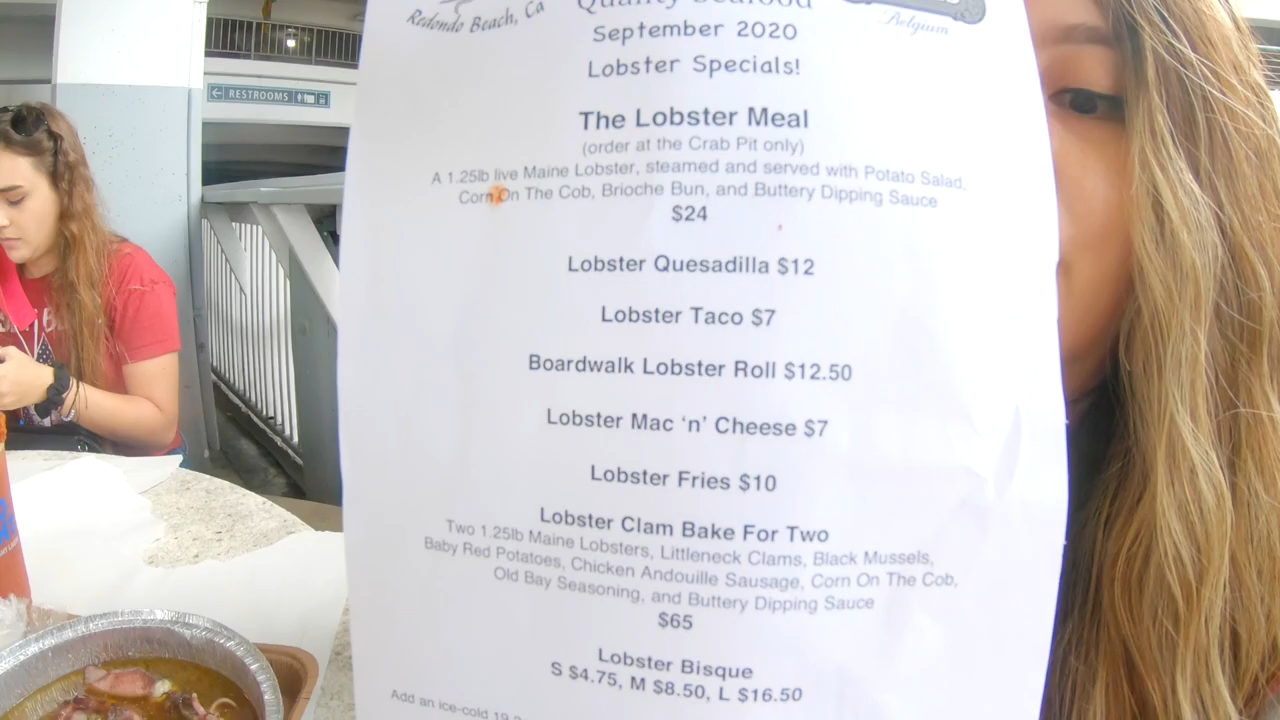 Redondo Beach, Ca
Quality Seafood
Belgium
September 2020
Lobster Specials!
← RESTROOMS
The Lobster Meal
(order at the Crab Pit only)
A 1.25lb live Maine Lobster, steamed and served with Potato Salad,
Corn On The Cob, Brioche Bun, and Buttery Dipping Sauce
$24
Lobster Quesadilla $12
Lobster Taco $7
Boardwalk Lobster Roll $12.50
Lobster Mac ‘n’ Cheese $7
Lobster Fries $10
Lobster Clam Bake For Two
Two 1.25lb Maine Lobsters, Littleneck Clams, Black Mussels,
Baby Red Potatoes, Chicken Andouille Sausage, Corn On The Cob,
Old Bay Seasoning, and Buttery Dipping Sauce
$65
Lobster Bisque
S $4.75, M $8.50, L $16.50
Add an ice-cold